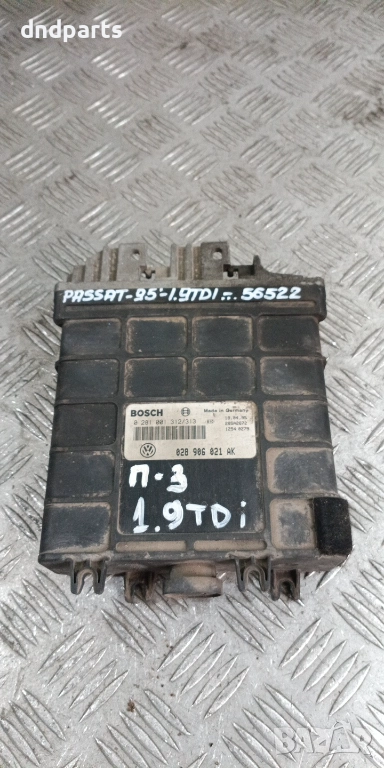 dndparts
PASSAT-95'-1.9TDI ... 56522
BOSCH
Made in Germany
0 281 001 312/313
028 906 021 AK
П-3
1.9TDi
BAZAR